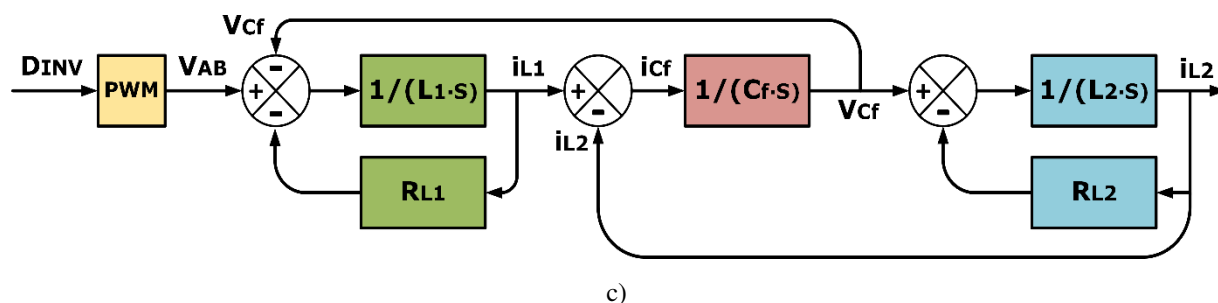 VCf
DINV
PWM
VAB
+
-
-
1/(L1·S)
iL1
RL1
+
-
iL2
iCf
1/(Cf·S)
VCf
+
-
1/(L2·S)
iL2
RL2
c)